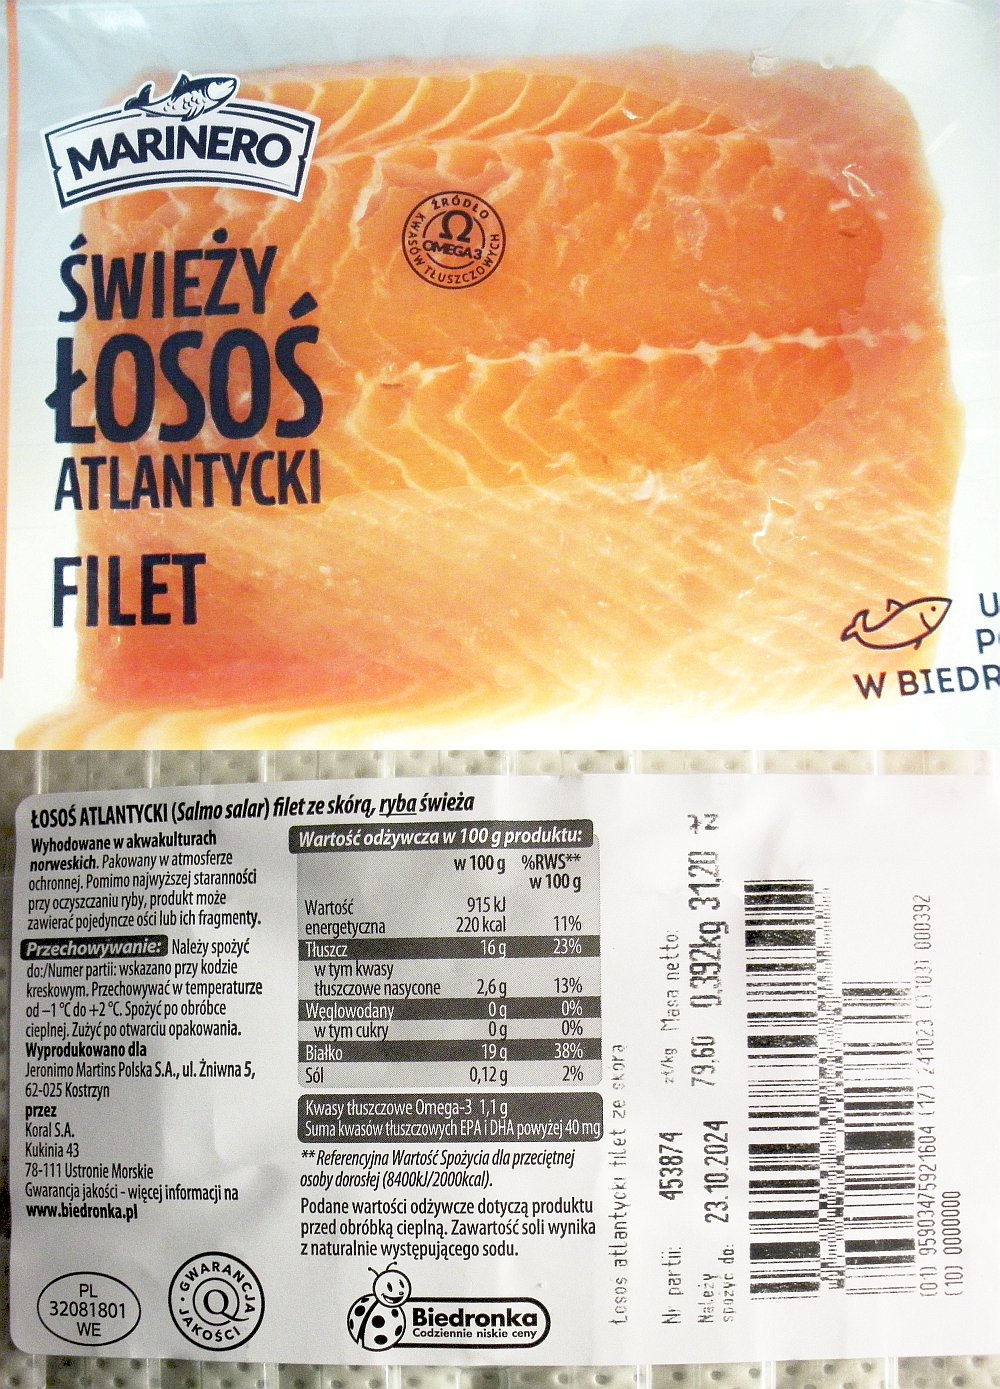 MARINERO
ŹRÓDŁO
KWASÓW TŁUSZCZOWYCH
Ω
OMEGA 3
ŚWIEŻY
ŁOSOŚ
ATLANTYCKI
FILET
W BIEDR
ŁOSOŚ ATLANTYCKI (Salmo salar) filet ze skórą, ryba świeża
Wyhodowane w akwakulturach
norweskich. Pakowany w atmosferze
ochronnej. Pomimo najwyższej staranności
przy oczyszczaniu ryby, produkt może
zawierać pojedyncze ości lub ich fragmenty.
Przechowywanie: Należy spożyć
do:/Numer partii: wskazano przy kodzie
kreskowym. Przechowywać w temperaturze
od –1 °C do +2 °C. Spożyć po obróbce
cieplnej. Zużyć po otwarciu opakowania.
Wyprodukowano dla
Jeronimo Martins Polska S.A., ul. Żniwna 5,
62-025 Kostrzyn
przez
Koral S.A.
Kukinia 43
78-111 Ustronie Morskie
Gwarancja jakości - więcej informacji na
www.biedronka.pl
PL
32081801
WE
GWARANCJA
Q
JAKOŚCI
Wartość odżywcza w 100 g produktu:
w 100 g %RWS**
w 100 g
Wartość 915 kJ
energetyczna 220 kcal 11%
Tłuszcz 16 g 23%
w tym kwasy
tłuszczowe nasycone 2,6 g 13%
Węglowodany 0 g 0%
w tym cukry 0 g 0%
Białko 19 g 38%
Sól 0,12 g 2%
Kwasy tłuszczowe Omega-3 1,1 g
Suma kwasów tłuszczowych EPA i DHA powyżej 40 mg
**Referencyjna Wartość Spożycia dla przeciętnej
osoby dorosłej (8400kJ/2000kcal).
Podane wartości odżywcze dotyczą produktu
przed obróbką cieplną. Zawartość soli wynika
z naturalnie występującego sodu.
Biedronka
Codziennie niskie ceny
Łosoś atlantycki filet ze skórą
Nr partii: 453874 zł/kg Masa netto:
Należy spożyć do: 23.10.2024 79,60 0,392kg 31,20 zł
(01) 95903475921604 (17) 241023 (3103) 000392
(10) 0000000